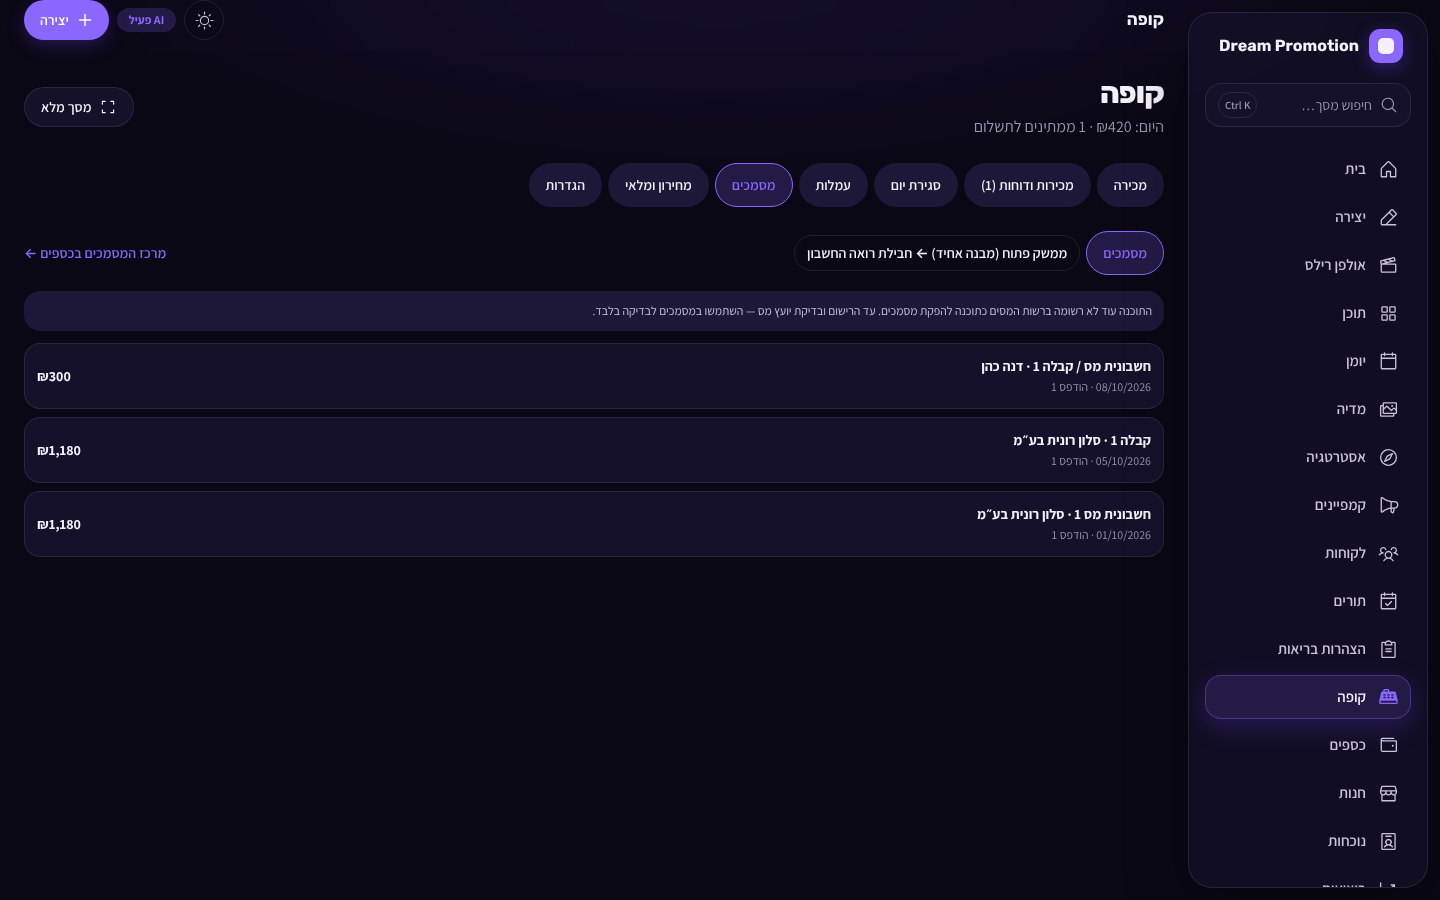 Dream Promotion
חיפוש מסך... Ctrl K
בית
יצירה
אולפן רילס
תוכן
יומן
מדיה
אסטרטגיה
קמפיינים
לקוחות
תורים
הצהרות בריאות
קופה
כספים
חנות
נוכחות
קופה
AI פעיל
יצירה
קופה
היום: ₪420 · 1 ממתינים לתשלום
מסך מלא
מכירה
מכירות ודוחות (1)
סגירת יום
עמלות
מסמכים
מחירון ומלאי
הגדרות
מסמכים
ממשק פתוח (מבנה אחיד) ← חבילת רואה החשבון
מרכז המסמכים בכספים ←
התוכנה עוד לא רשומה ברשות המסים כתוכנה להפקת מסמכים. עד הרישום ובדיקת יועץ מס — השתמשו במסמכים לבדיקה בלבד.
חשבונית מס / קבלה 1 · דנה כהן
08/10/2026 · הודפס 1
₪300
קבלה 1 · סלון רונית בע״מ
05/10/2026 · הודפס 1
₪1,180
חשבונית מס 1 · סלון רונית בע״מ
01/10/2026 · הודפס 1
₪1,180